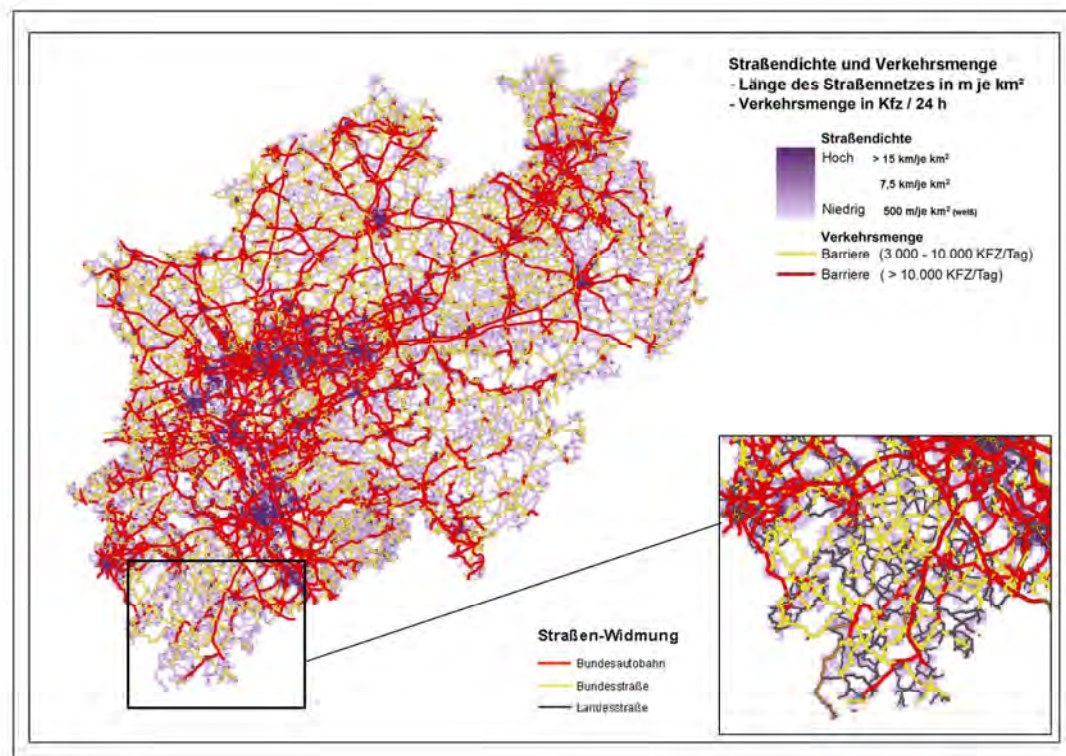 Straßendichte und Verkehrsmenge
- Länge des Straßennetzes in m je km²
- Verkehrsmenge in Kfz / 24 h
Straßendichte
Hoch > 15 km/je km²
7,5 km/je km²
Niedrig 500 m/je km² (weiß)
Verkehrsmenge
Barriere (3.000 - 10.000 KFZ/Tag)
Barriere ( > 10.000 KFZ/Tag)
Straßen-Widmung
Bundesautobahn
Bundesstraße
Landesstraße